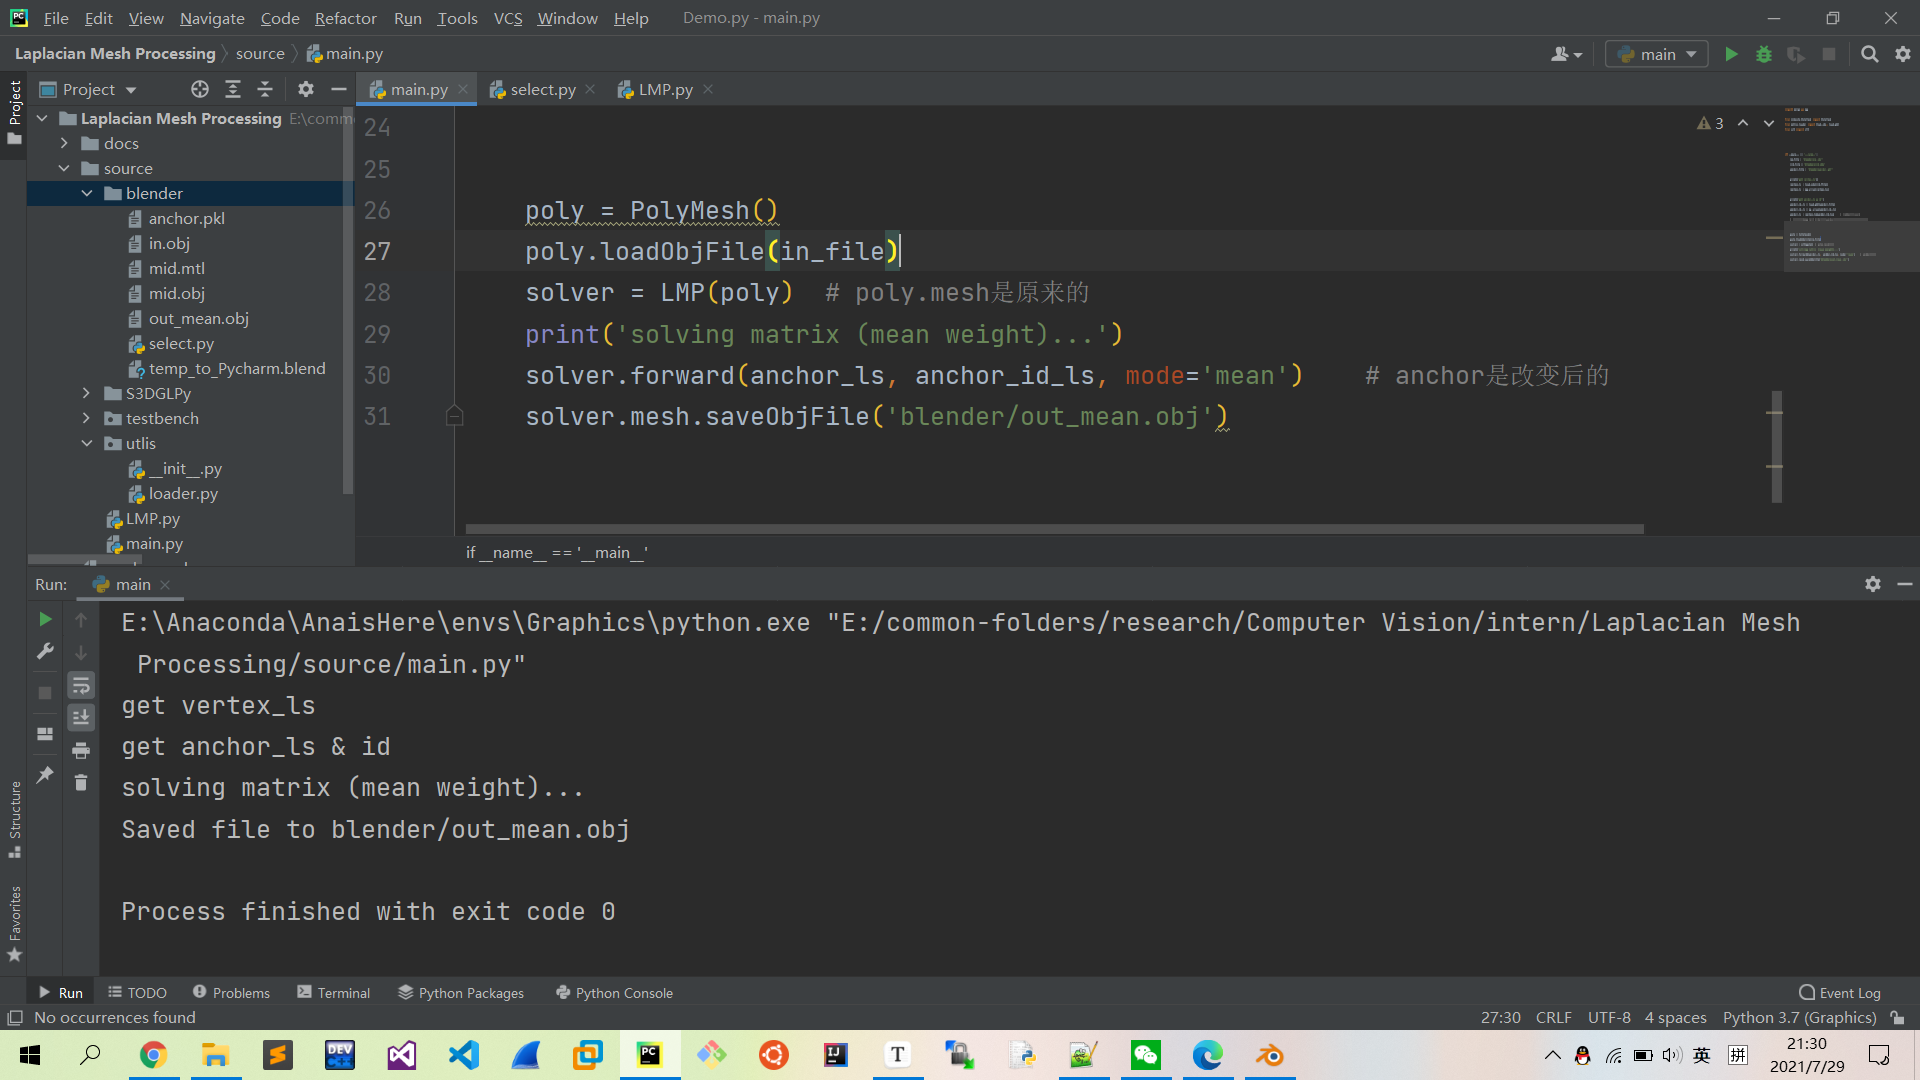 File Edit View Navigate Code Refactor Run Tools VCS Window Help Demo.py - main.py
Laplacian Mesh Processing source main.py main
Project
Project
main.py select.py LMP.py
Laplacian Mesh Processing E:\comm
docs
source
blender
anchor.pkl
in.obj
mid.mtl
mid.obj
out_mean.obj
select.py
temp_to_Pycharm.blend
S3DGLPy
testbench
utlis
__init__.py
loader.py
LMP.py
main.py
3
24
25
26 poly = PolyMesh()
27 poly.loadObjFile(in_file)
28 solver = LMP(poly) # poly.mesh是原来的
29 print('solving matrix (mean weight)...')
30 solver.forward(anchor_ls, anchor_id_ls, mode='mean') # anchor是改变后的
31 solver.mesh.saveObjFile('blender/out_mean.obj')
if __name__ == '__main__'
Run: main
E:\Anaconda\AnaisHere\envs\Graphics\python.exe "E:/common-folders/research/Computer Vision/intern/Laplacian Mesh
Processing/source/main.py"
get vertex_ls
get anchor_ls & id
solving matrix (mean weight)...
Saved file to blender/out_mean.obj
Process finished with exit code 0
Structure
Favorites
Run TODO Problems Terminal Python Packages Python Console Event Log
No occurrences found 27:30 CRLF UTF-8 4 spaces Python 3.7 (Graphics)
DEV C++ PC IJ T 英 拼 21:30
2021/7/29